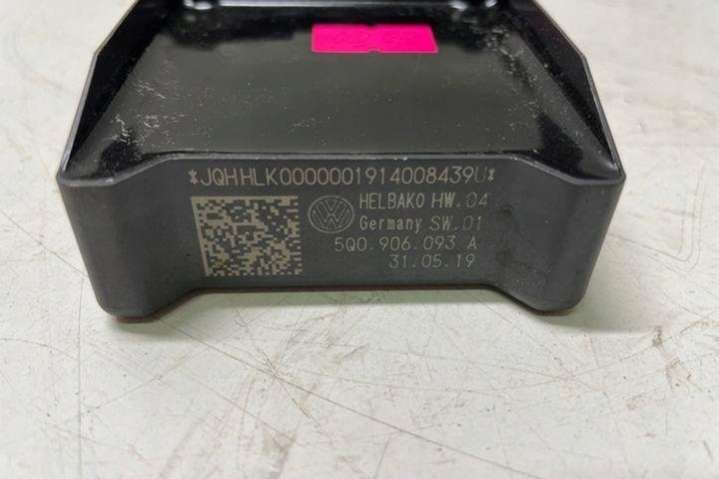 *JQHHLK0000001914008439U*
HELBAKO HW.04
Germany SW.01
5Q0.906.093 A
31.05.19